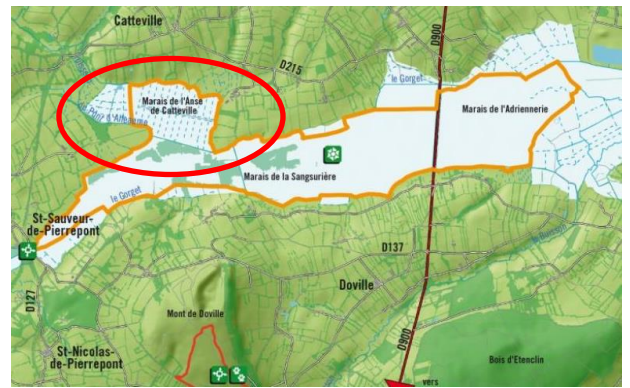 Catteville
D900
D215
le Gorget
Marais de l'Anse
de Catteville
Marais de l'Adriennerie
Marais de la Sangsurière
le Gorget
St-Sauveur-
de-Pierrepont
D137
D127
Doville
Mont de Doville
St-Nicolas-
de-Pierrepont
D900
Bois d'Etenclin
vers